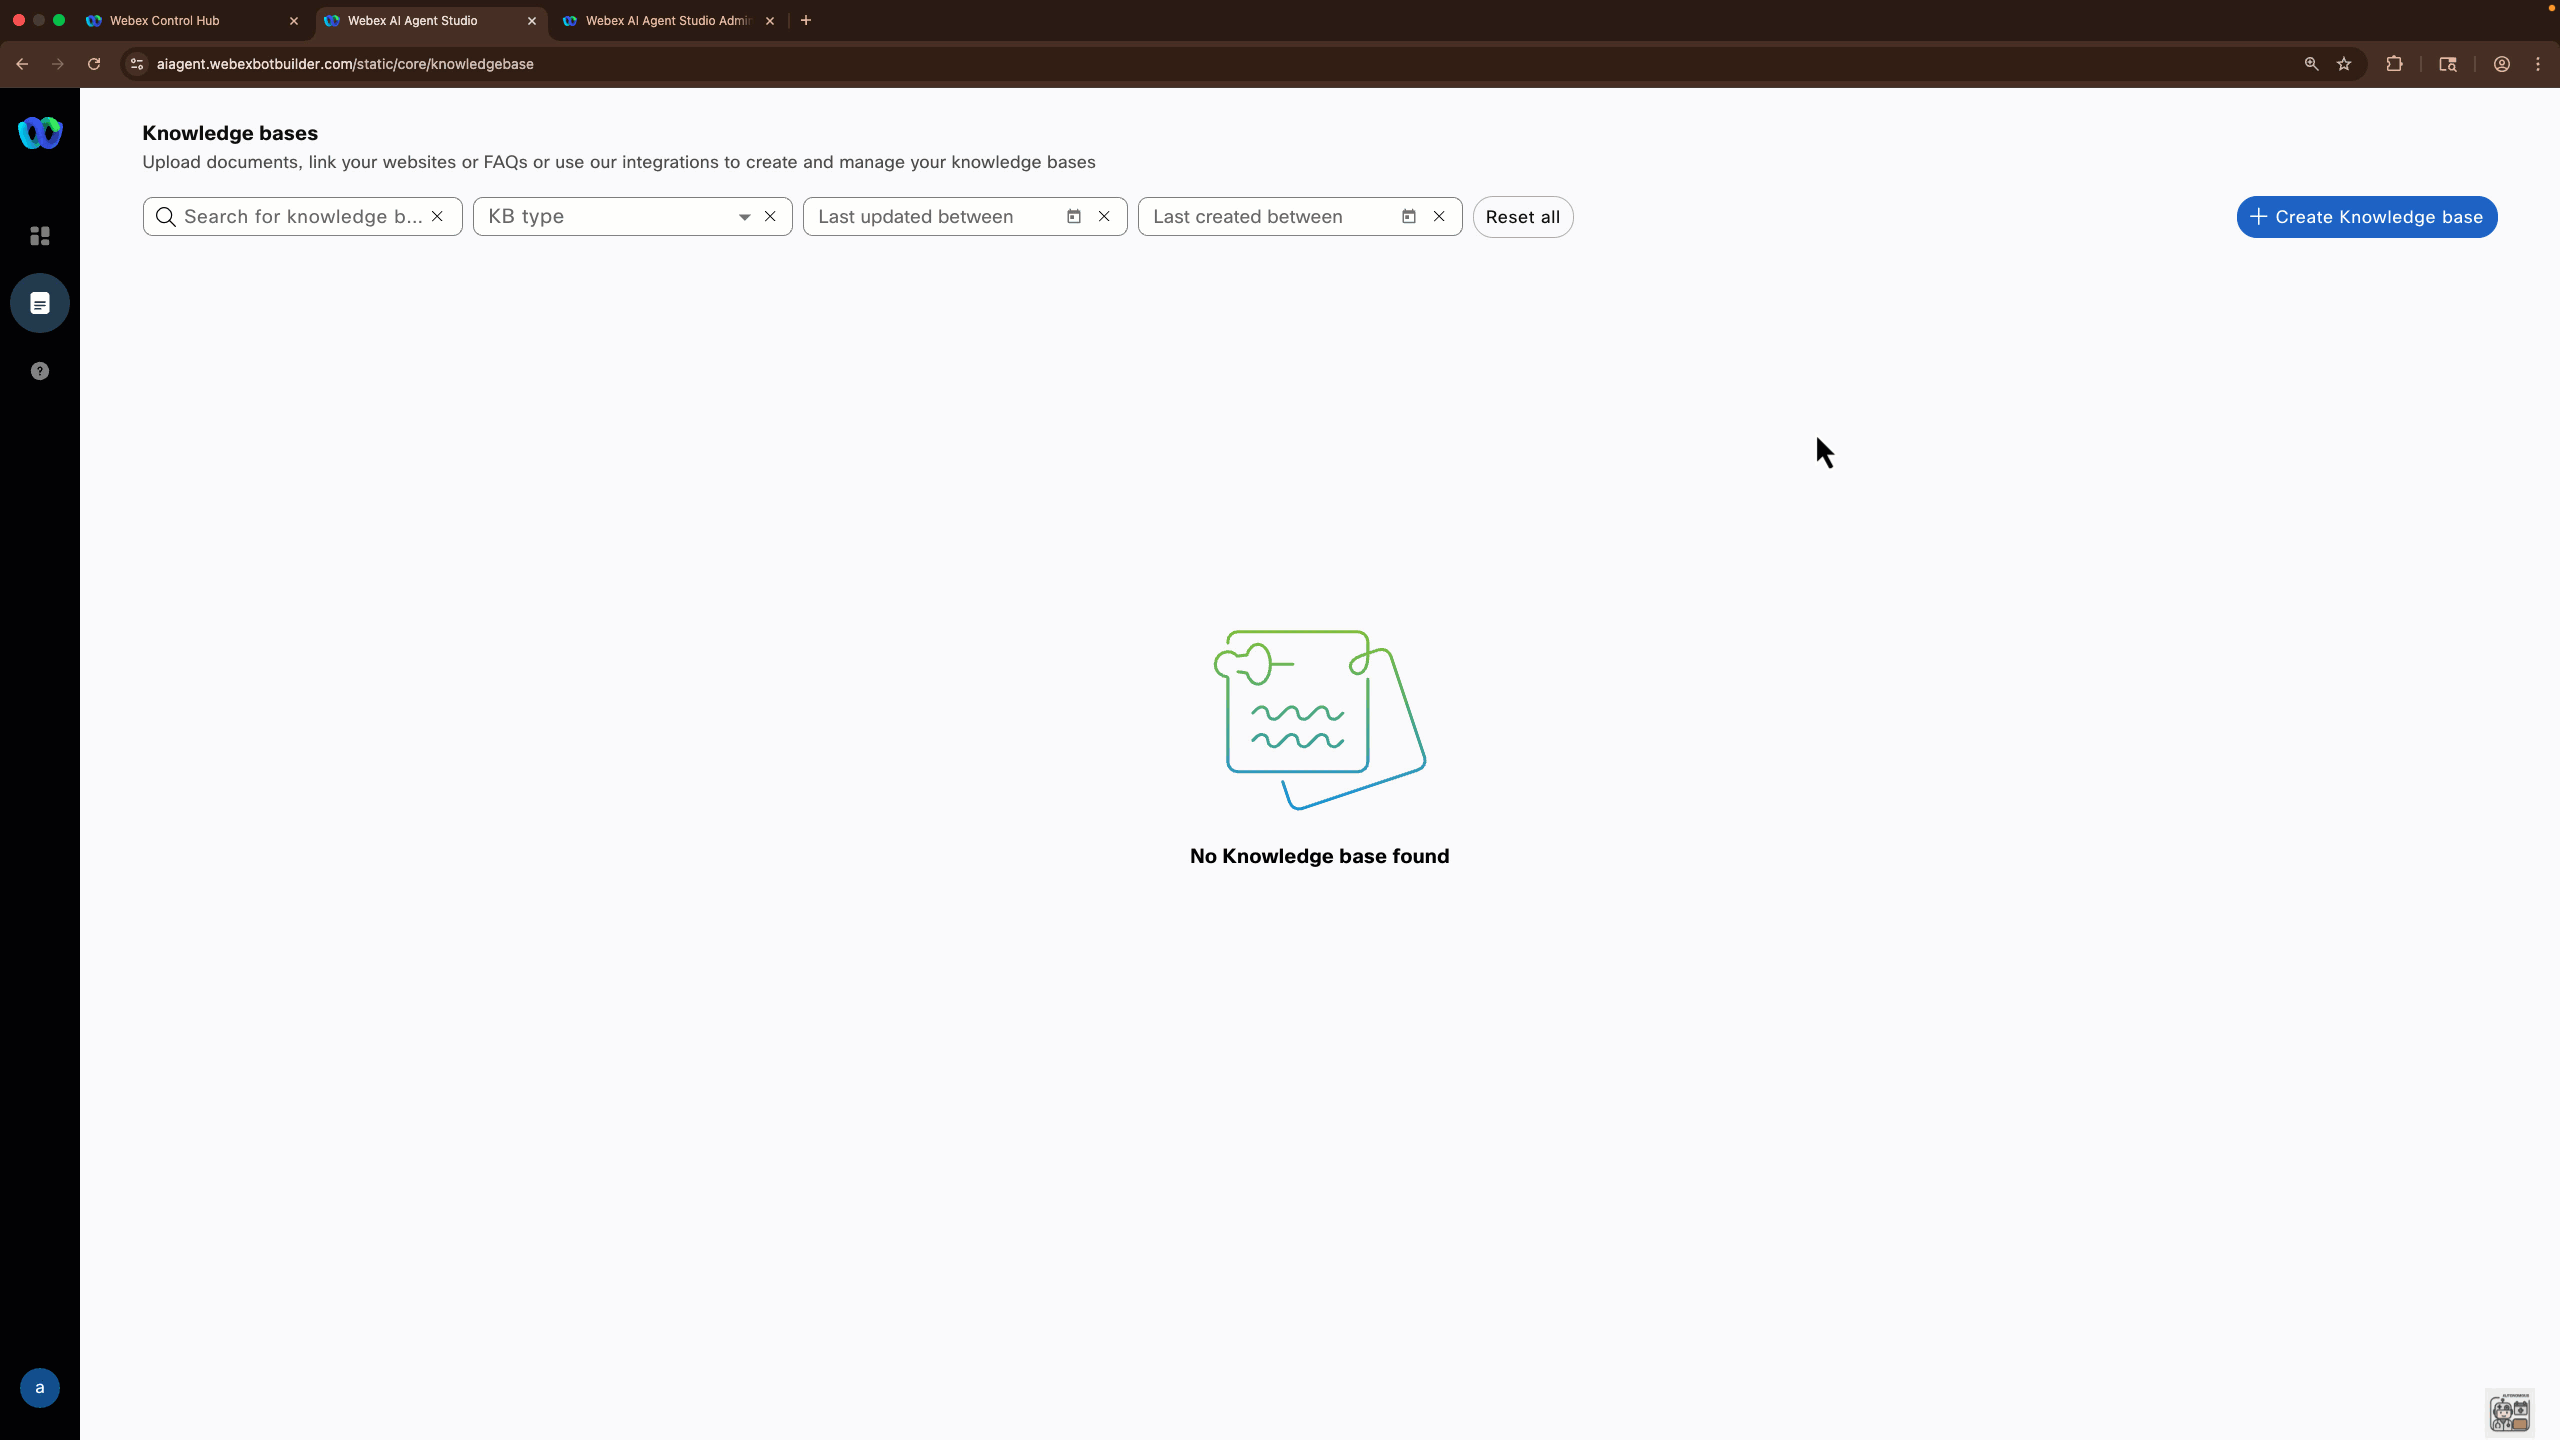 Webex Control Hub
Webex AI Agent Studio
Webex AI Agent Studio Admi
aiagent.webexbotbuilder.com/static/core/knowledgebase
Knowledge bases
Upload documents, link your websites or FAQs or use our integrations to create and manage your knowledge bases
Search for knowledge b...
KB type
Last updated between
Last created between
Reset all
Create Knowledge base
?
No Knowledge base found
a